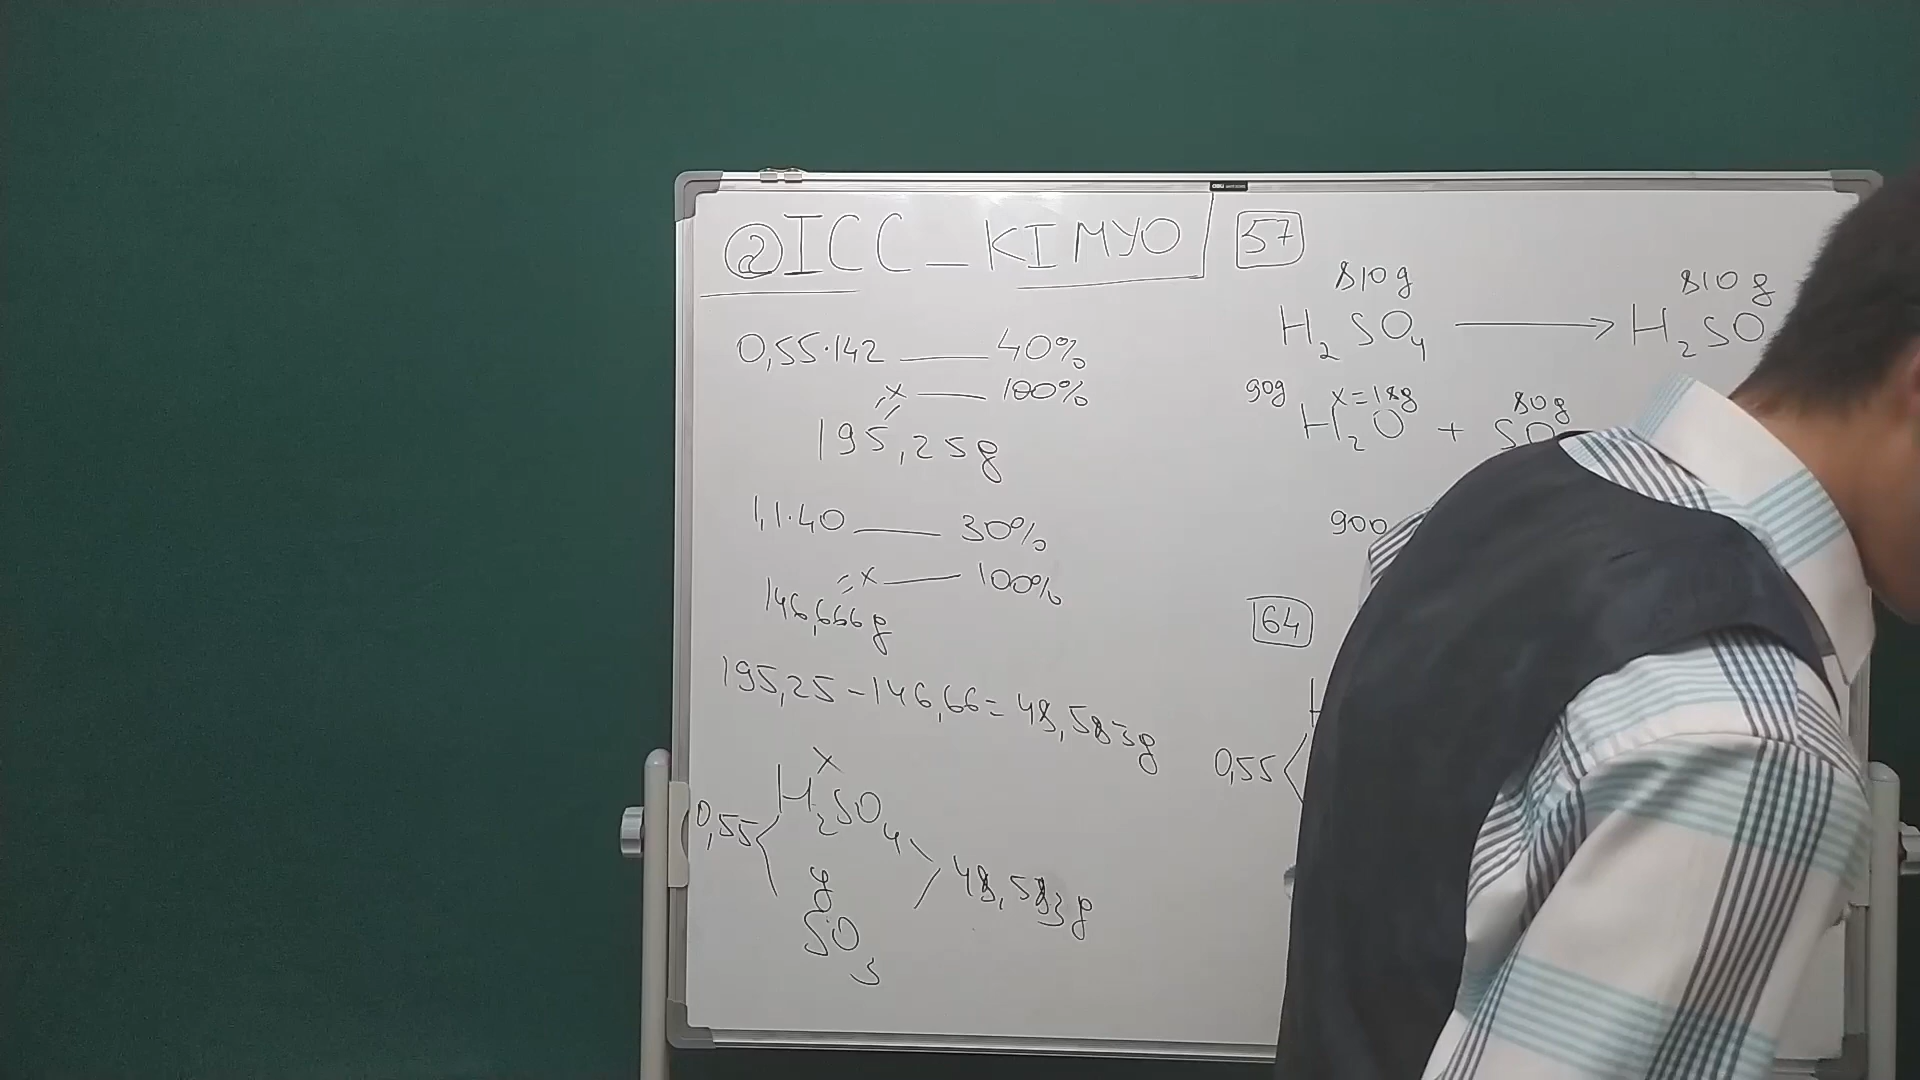 @ICC_KIMYO
0,55·142 — 40%
x — 100%
195,25g
1,1·40 — 30%
=x — 100%
146,666g
195,25-146,66=48,583g
x
H2SO4
0,55
48,583g
y
SO3
57
810g 810g
H2SO4 → H2SO
90g x=18g 80g
H2O + SO
900
64
0,55